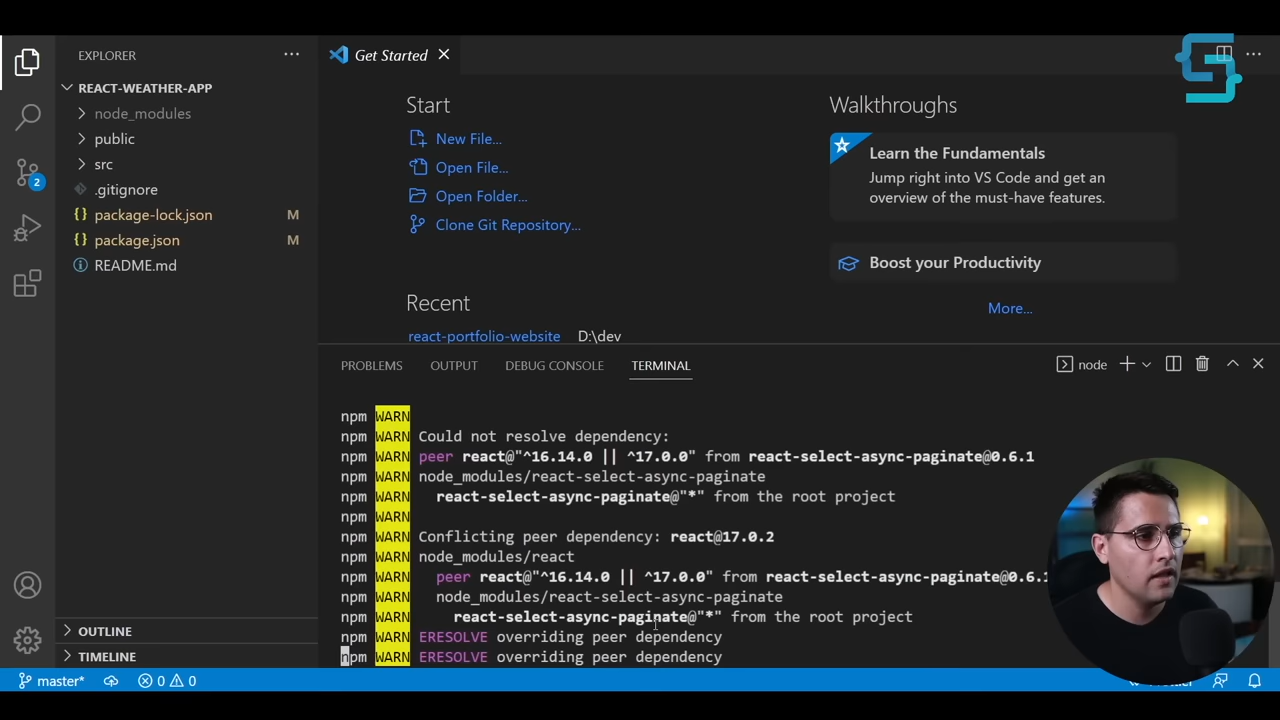 EXPLORER
REACT-WEATHER-APP
node_modules
public
src
.gitignore
package-lock.json M
package.json M
README.md
OUTLINE
TIMELINE
2
Get Started
Start
New File...
Open File...
Open Folder...
Clone Git Repository...
Recent
react-portfolio-website D:\dev
Walkthroughs
Learn the Fundamentals
Jump right into VS Code and get an
overview of the must-have features.
Boost your Productivity
More...
PROBLEMS OUTPUT DEBUG CONSOLE TERMINAL node
npm WARN
npm WARN Could not resolve dependency:
npm WARN peer react@"^16.14.0 || ^17.0.0" from react-select-async-paginate@0.6.1
npm WARN node_modules/react-select-async-paginate
npm WARN react-select-async-paginate@"*" from the root project
npm WARN
npm WARN Conflicting peer dependency: react@17.0.2
npm WARN node_modules/react
npm WARN peer react@"^16.14.0 || ^17.0.0" from react-select-async-paginate@0.6.1
npm WARN node_modules/react-select-async-paginate
npm WARN react-select-async-paginate@"*" from the root project
npm WARN ERESOLVE overriding peer dependency
npm WARN ERESOLVE overriding peer dependency
master* 0 0